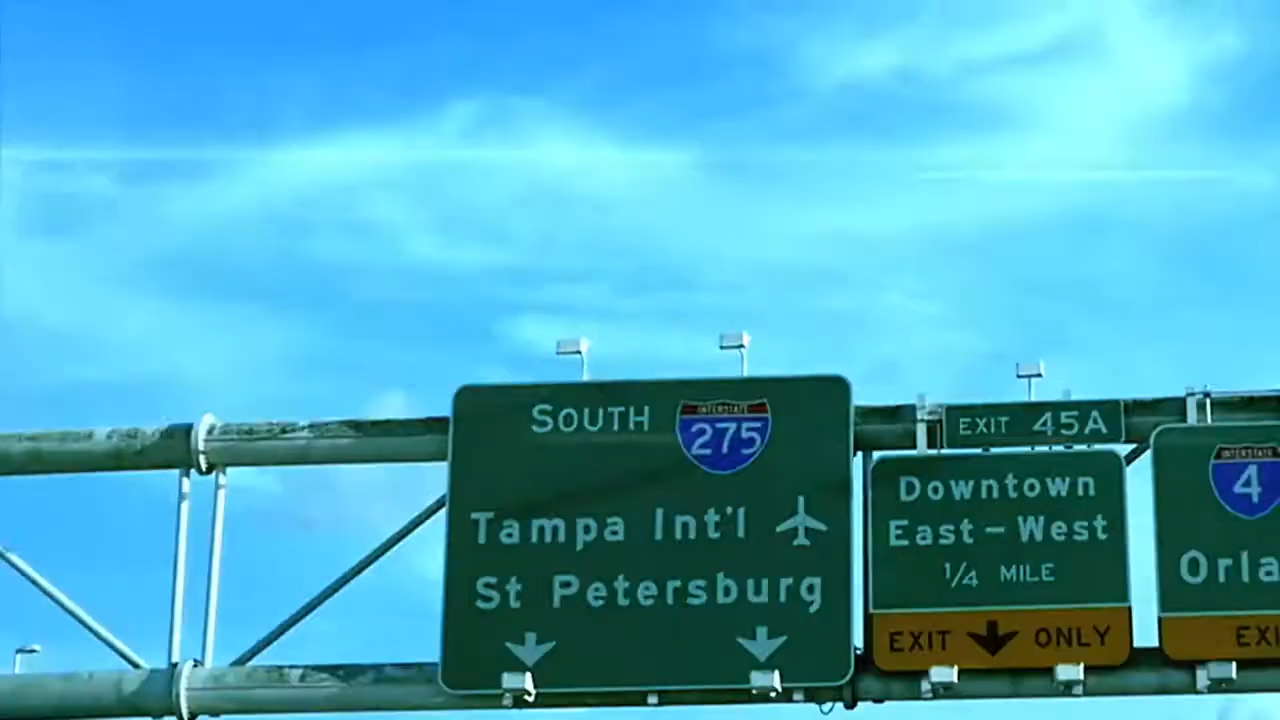 SOUTH
INTERSTATE
275
Tampa Int'l
St Petersburg
EXIT 45A
Downtown
East-West
1/4 MILE
EXIT ONLY
INTERSTATE
4